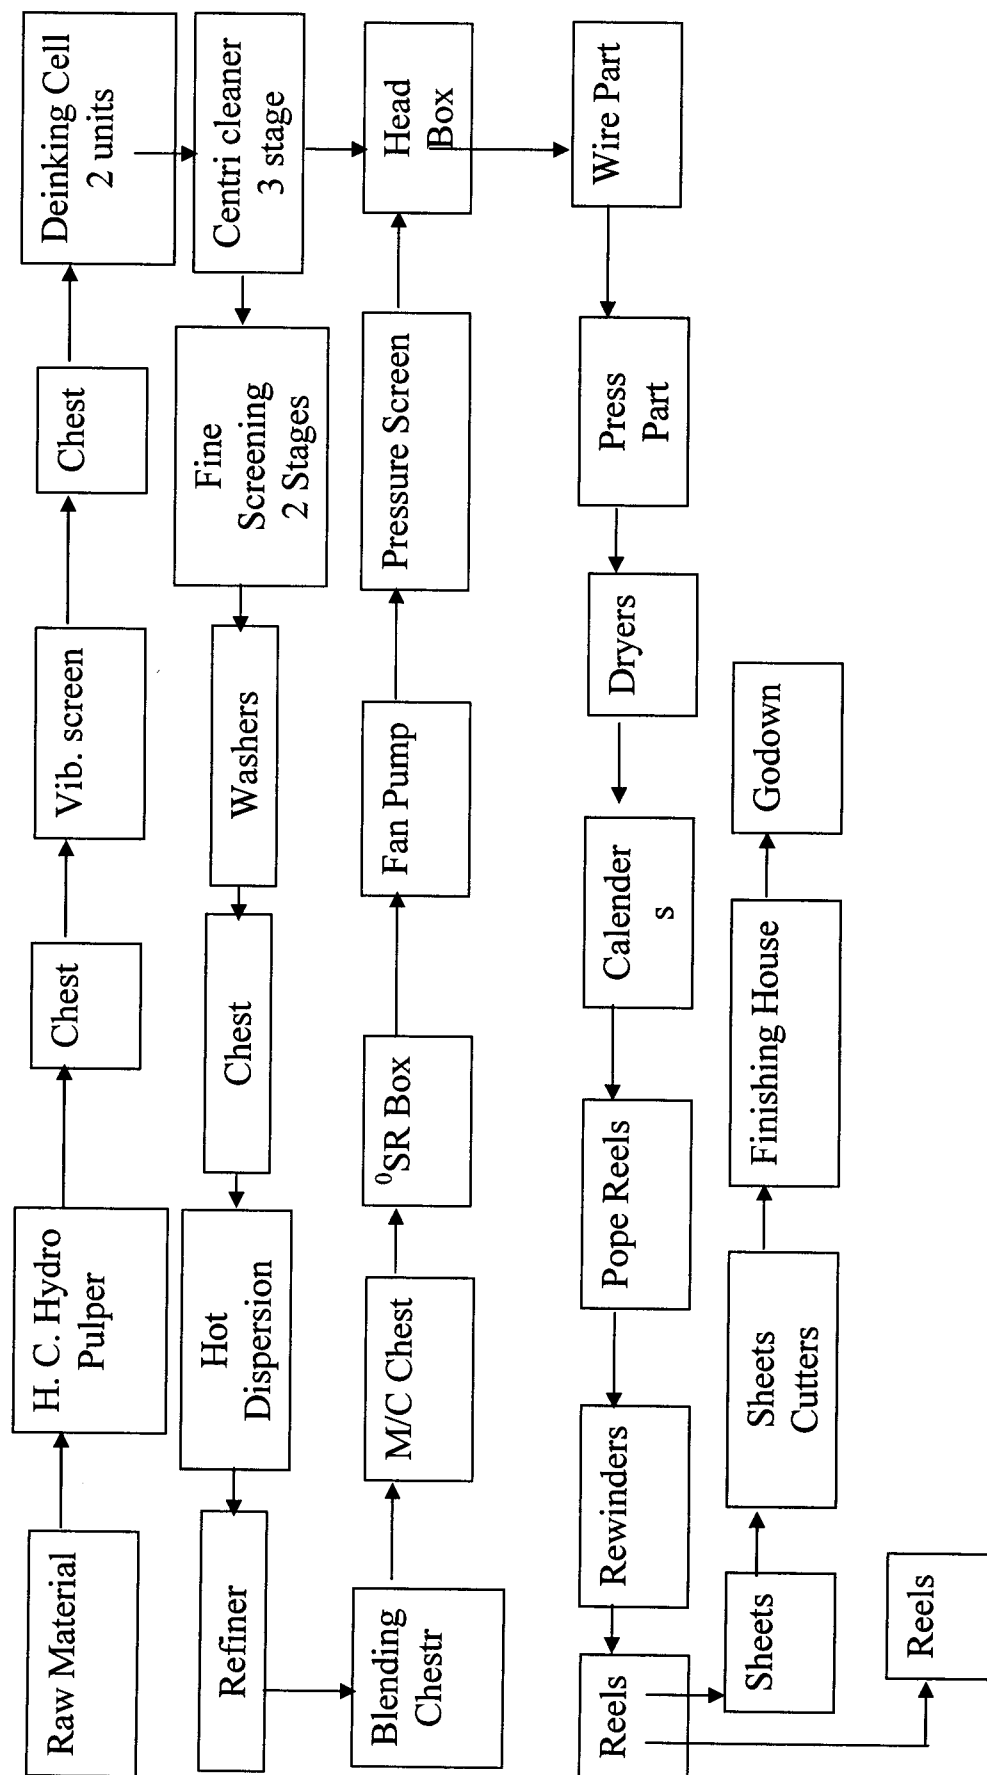 Raw Material
H. C. Hydro
Pulper
Chest
Vib. screen
Chest
Deinking Cell
2 units
Centri cleaner
3 stage
Fine
Screening
2 Stages
Washers
Chest
Hot
Dispersion
Refiner
Blending
Chestr
M/C Chest
⁰SR Box
Fan Pump
Pressure Screen
Head
Box
Wire Part
Press
Part
Dryers
Calender
s
Pope Reels
Rewinders
Reels
Sheets
Sheets
Cutters
Finishing House
Godown
Reels